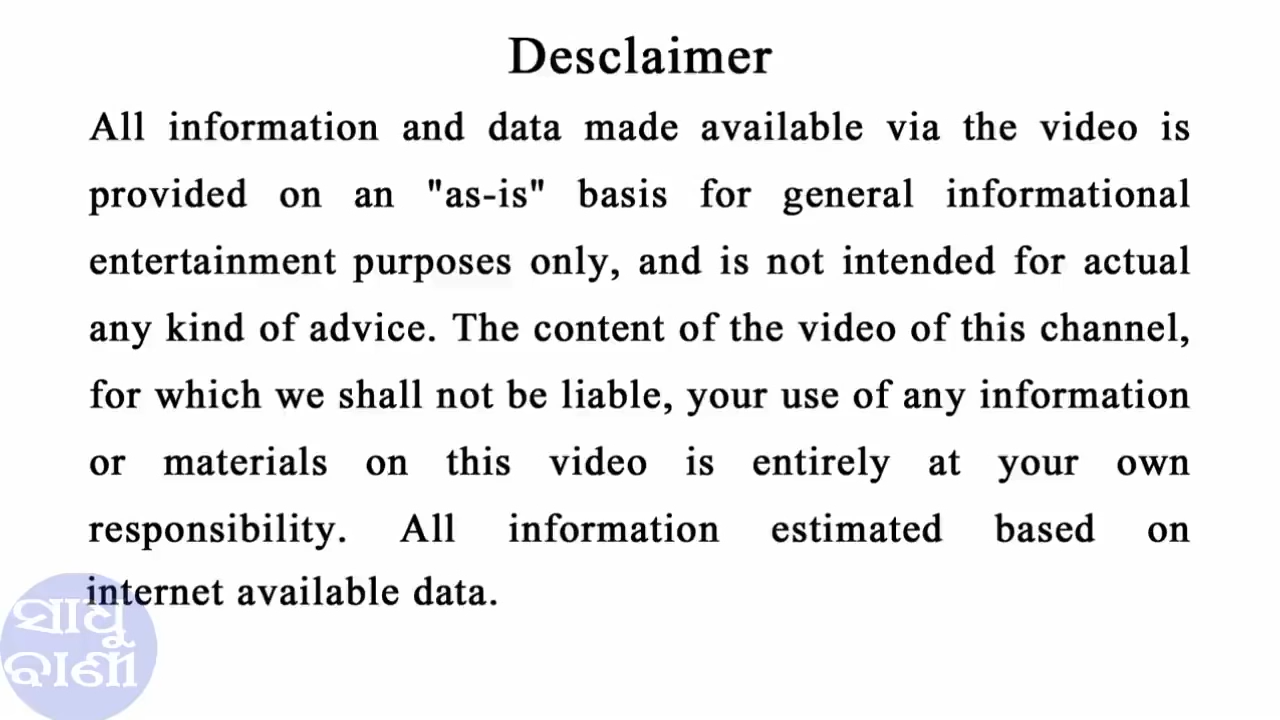 Desclaimer
All information and data made available via the video is
provided on an "as-is" basis for general informational
entertainment purposes only, and is not intended for actual
any kind of advice. The content of the video of this channel,
for which we shall not be liable, your use of any information
or materials on this video is entirely at your own
responsibility. All information estimated based on
internet available data.
ସାଧୁ
ବାଣୀ